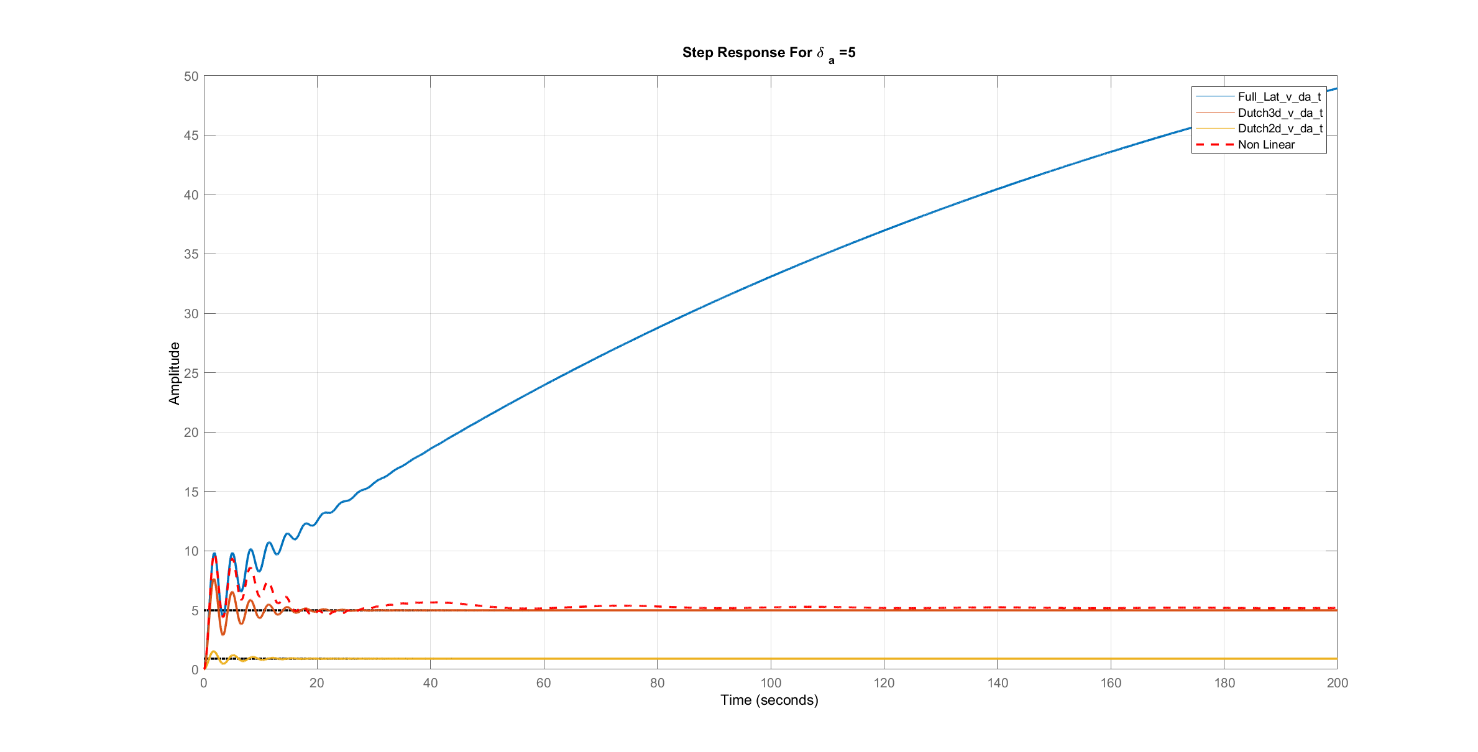 Step Response For δ a =5
50
45
40
35
30
25
20
15
10
5
0
Amplitude
Full_Lat_v_da_t
Dutch3d_v_da_t
Dutch2d_v_da_t
Non Linear
0 20 40 60 80 100 120 140 160 180 200
Time (seconds)